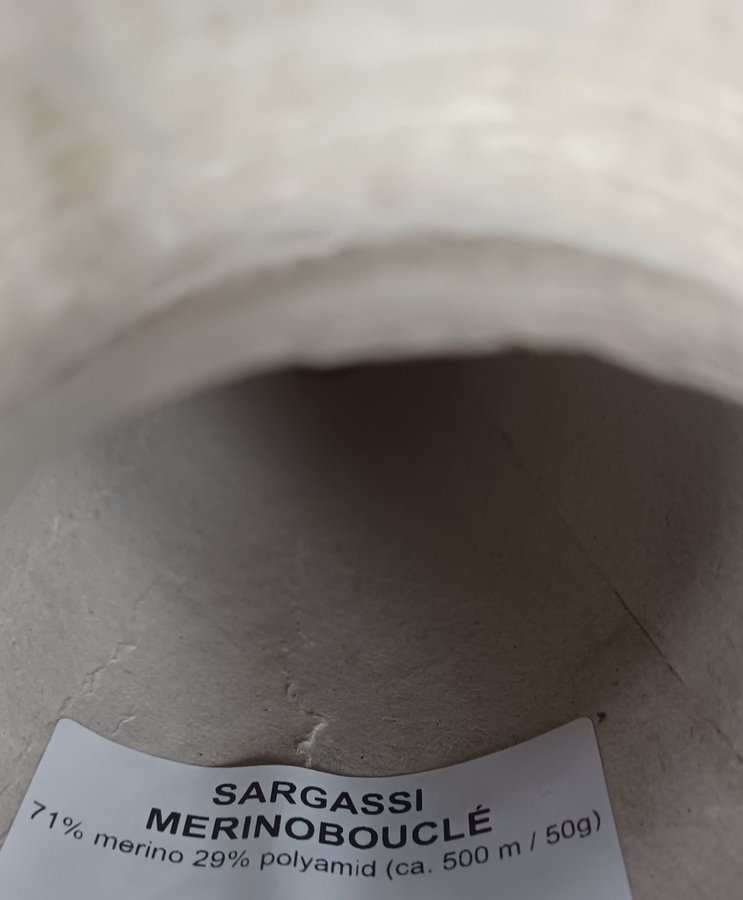 SARGASSI
MERINOBOUCLÉ
71% merino 29% polyamid (ca. 500 m / 50g)